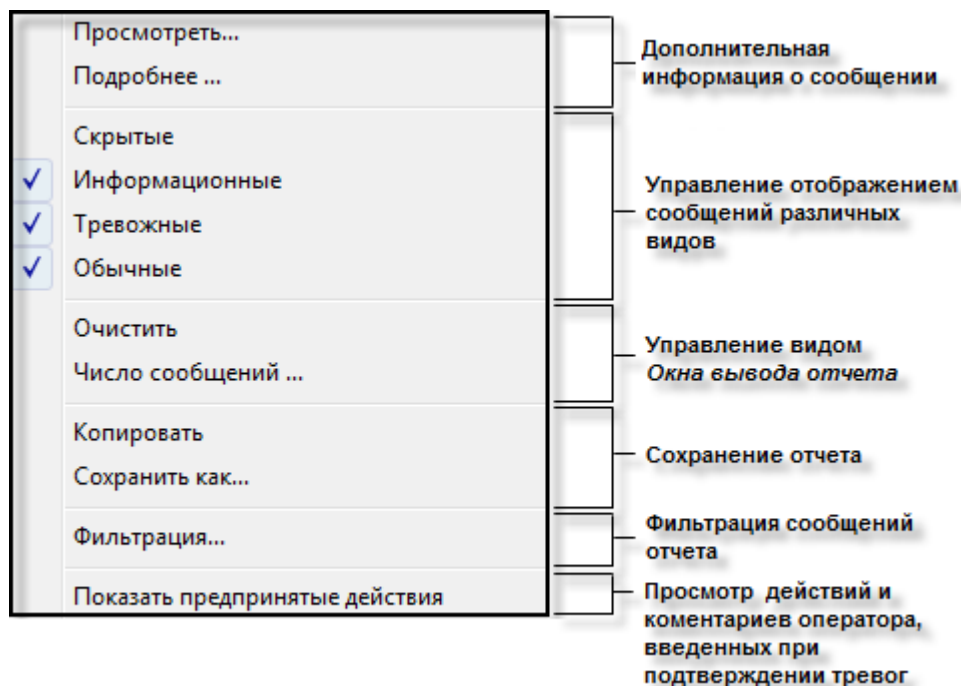 Просмотреть...
Подробнее ...
Дополнительная
информация о сообщении
Скрытые
Информационные
Тревожные
Обычные
Управление отображением
сообщений различных
видов
Очистить
Число сообщений ...
Управление видом
Окна вывода отчета
Копировать
Сохранить как...
Сохранение отчета
Фильтрация...
Фильтрация сообщений
отчета
Показать предпринятые действия
Просмотр действий и
коментариев оператора,
введенных при
подтверждении тревог